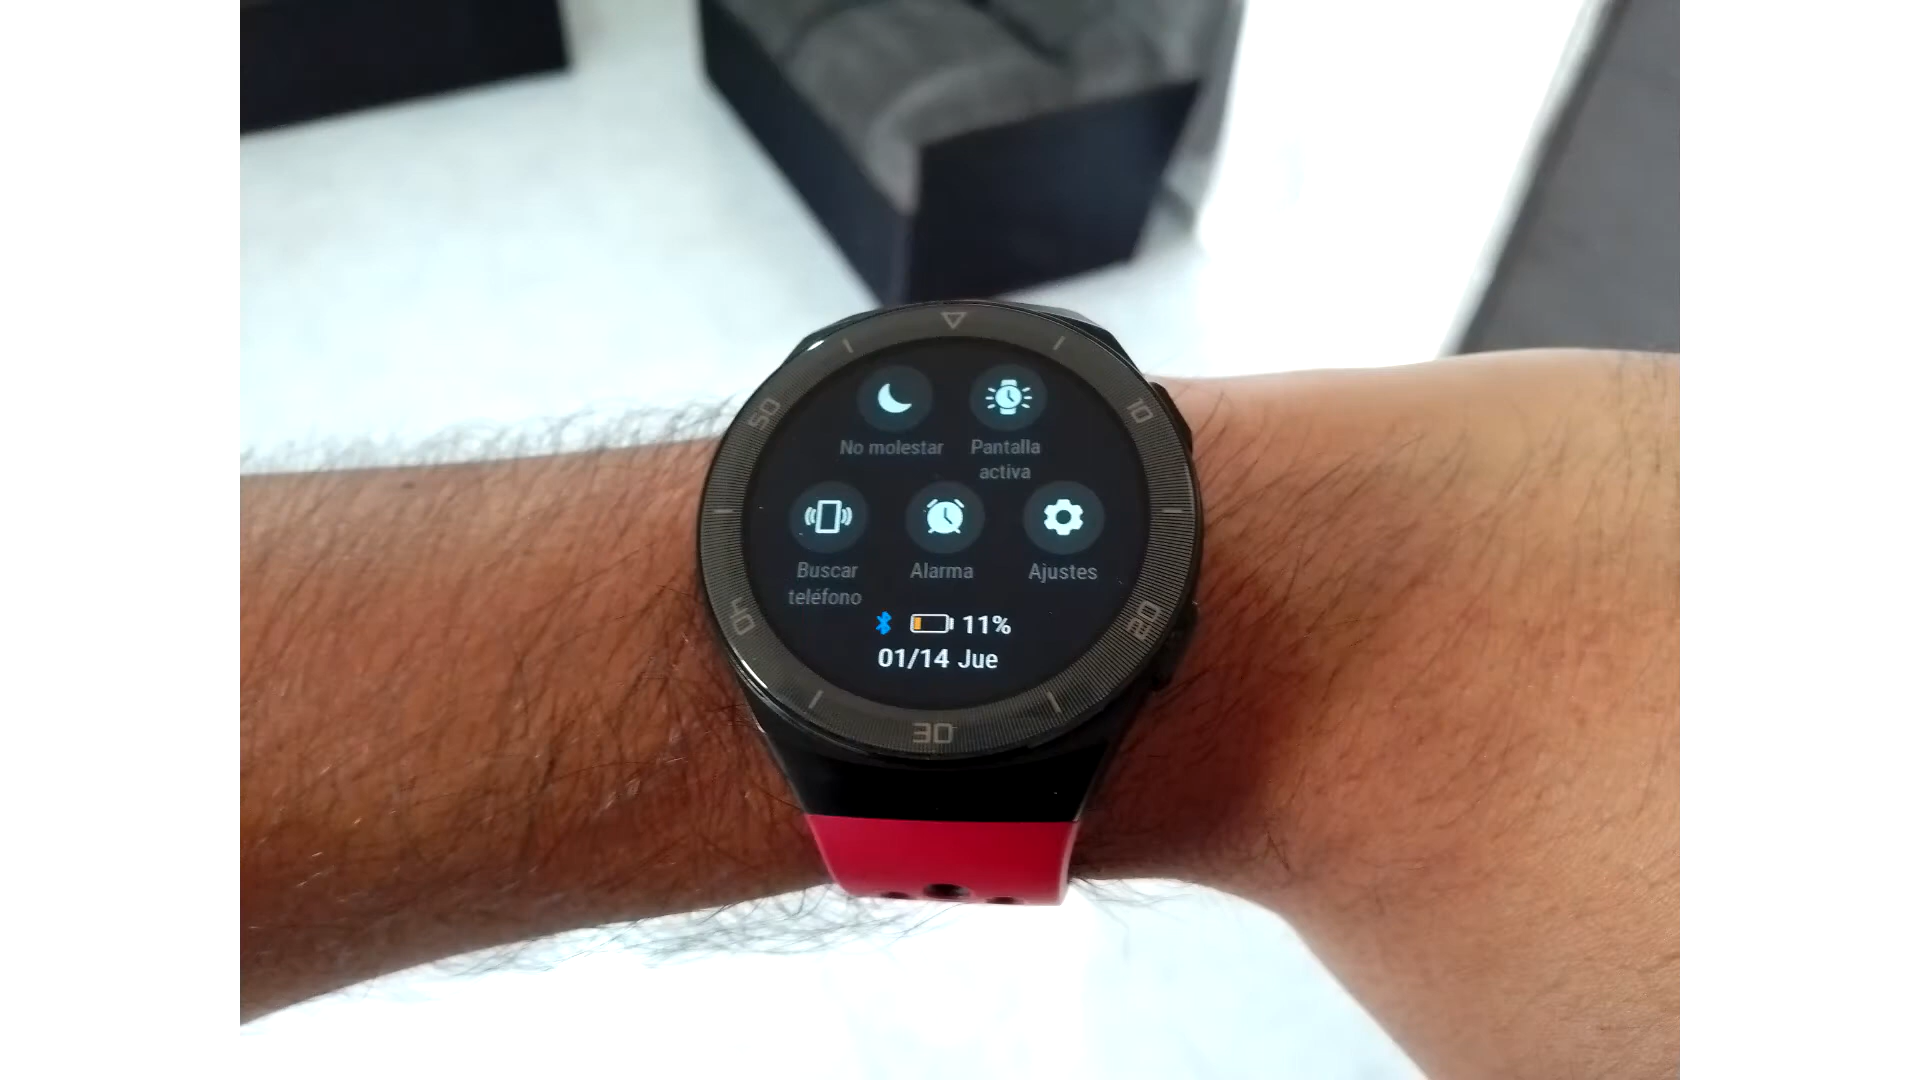 10
50
No molestar
Pantalla
activa
Buscar
teléfono
Alarma
Ajustes
11%
01/14 Jue
40
20
30